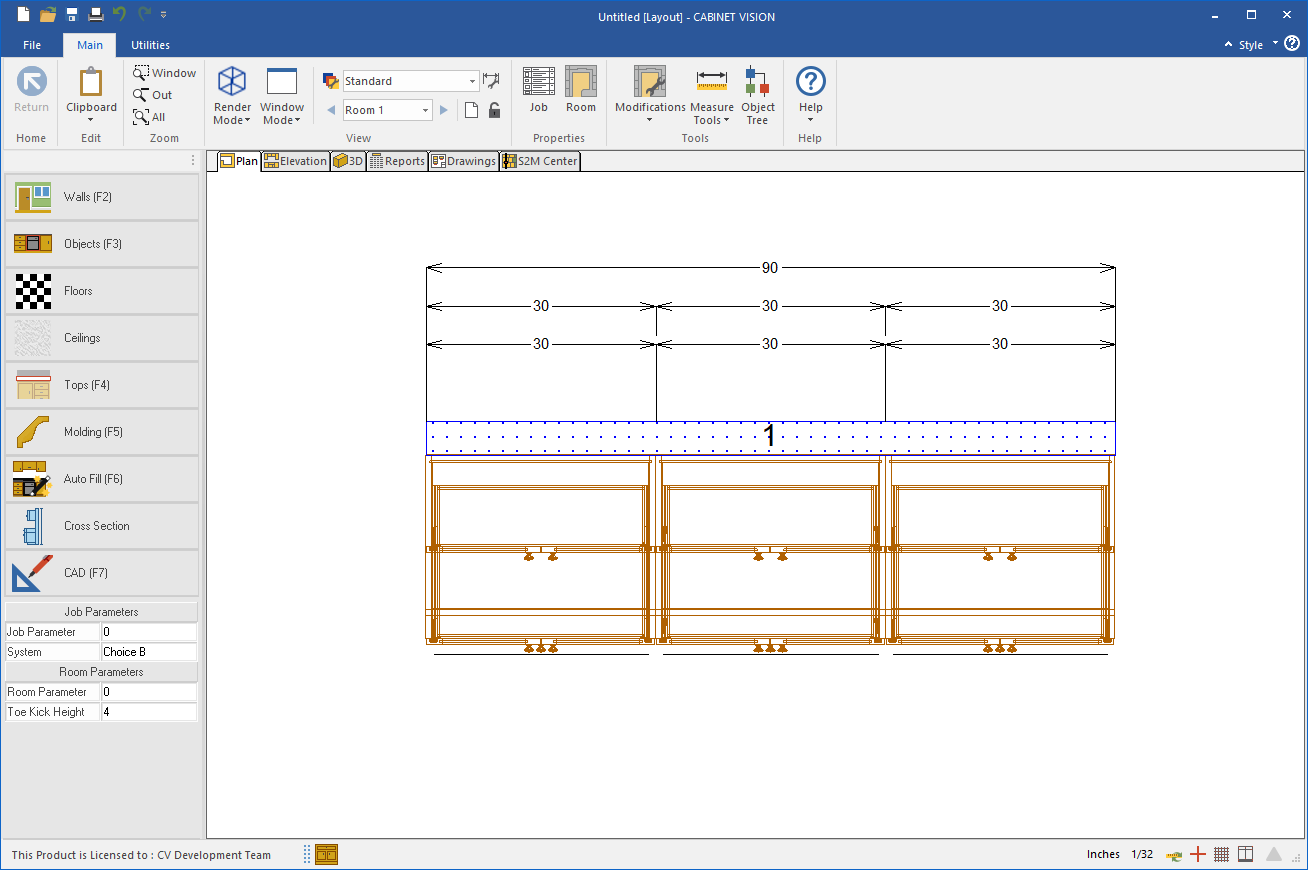 Untitled [Layout] - CABINET VISION
File Main Utilities Style
Return
Home
Clipboard
Edit
Window
Out
All
Zoom
Render Mode
Window Mode
Standard
Room 1
View
Job
Room
Properties
Modifications
Measure Tools
Object Tree
Tools
Help
Help
Plan Elevation 3D Reports Drawings S2M Center
Walls (F2)
Objects (F3)
Floors
Ceilings
Tops (F4)
Molding (F5)
Auto Fill (F6)
Cross Section
CAD (F7)
Job Parameters
Job Parameter 0
System Choice B
Room Parameters
Room Parameter 0
Toe Kick Height 4
90
30 30 30
30 30 30
1
This Product is Licensed to : CV Development Team
Inches 1/32